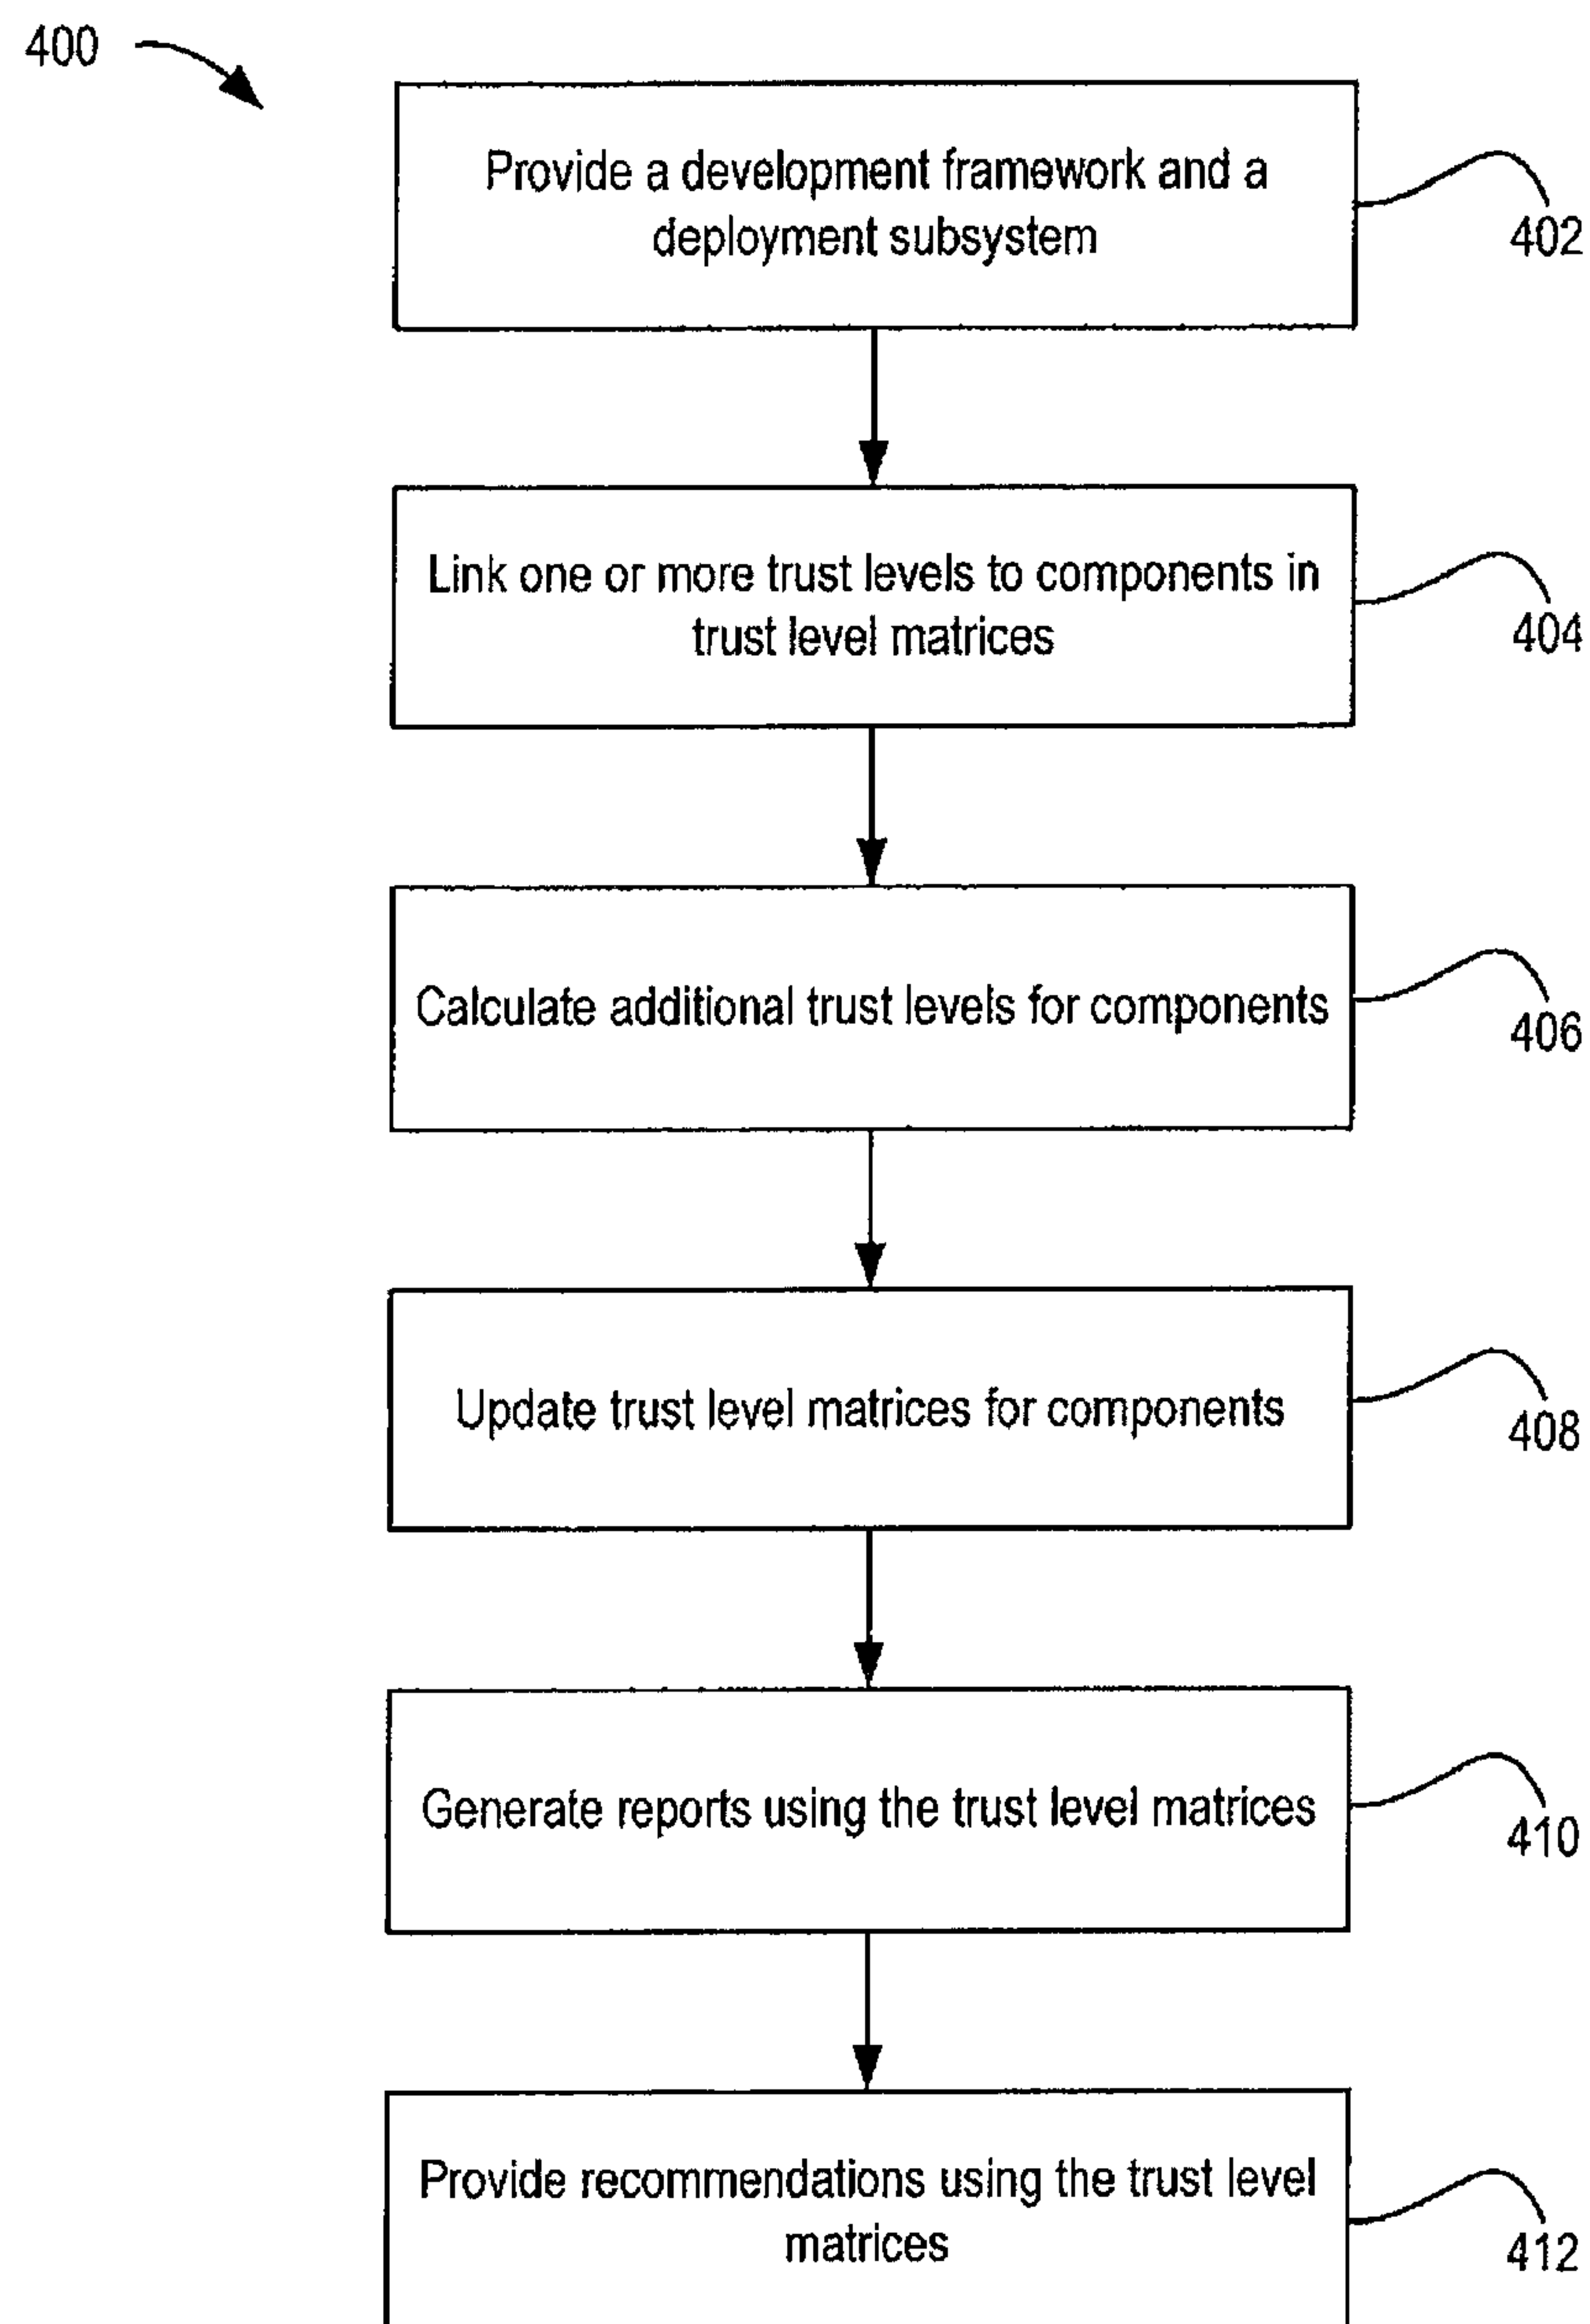 400
Provide a development framework and a
deployment subsystem
402
Link one or more trust levels to components in
trust level matrices
404
Calculate additional trust levels for components
406
Update trust level matrices for components
408
Generate reports using the trust level matrices
410
Provide recommendations using the trust level
matrices
412